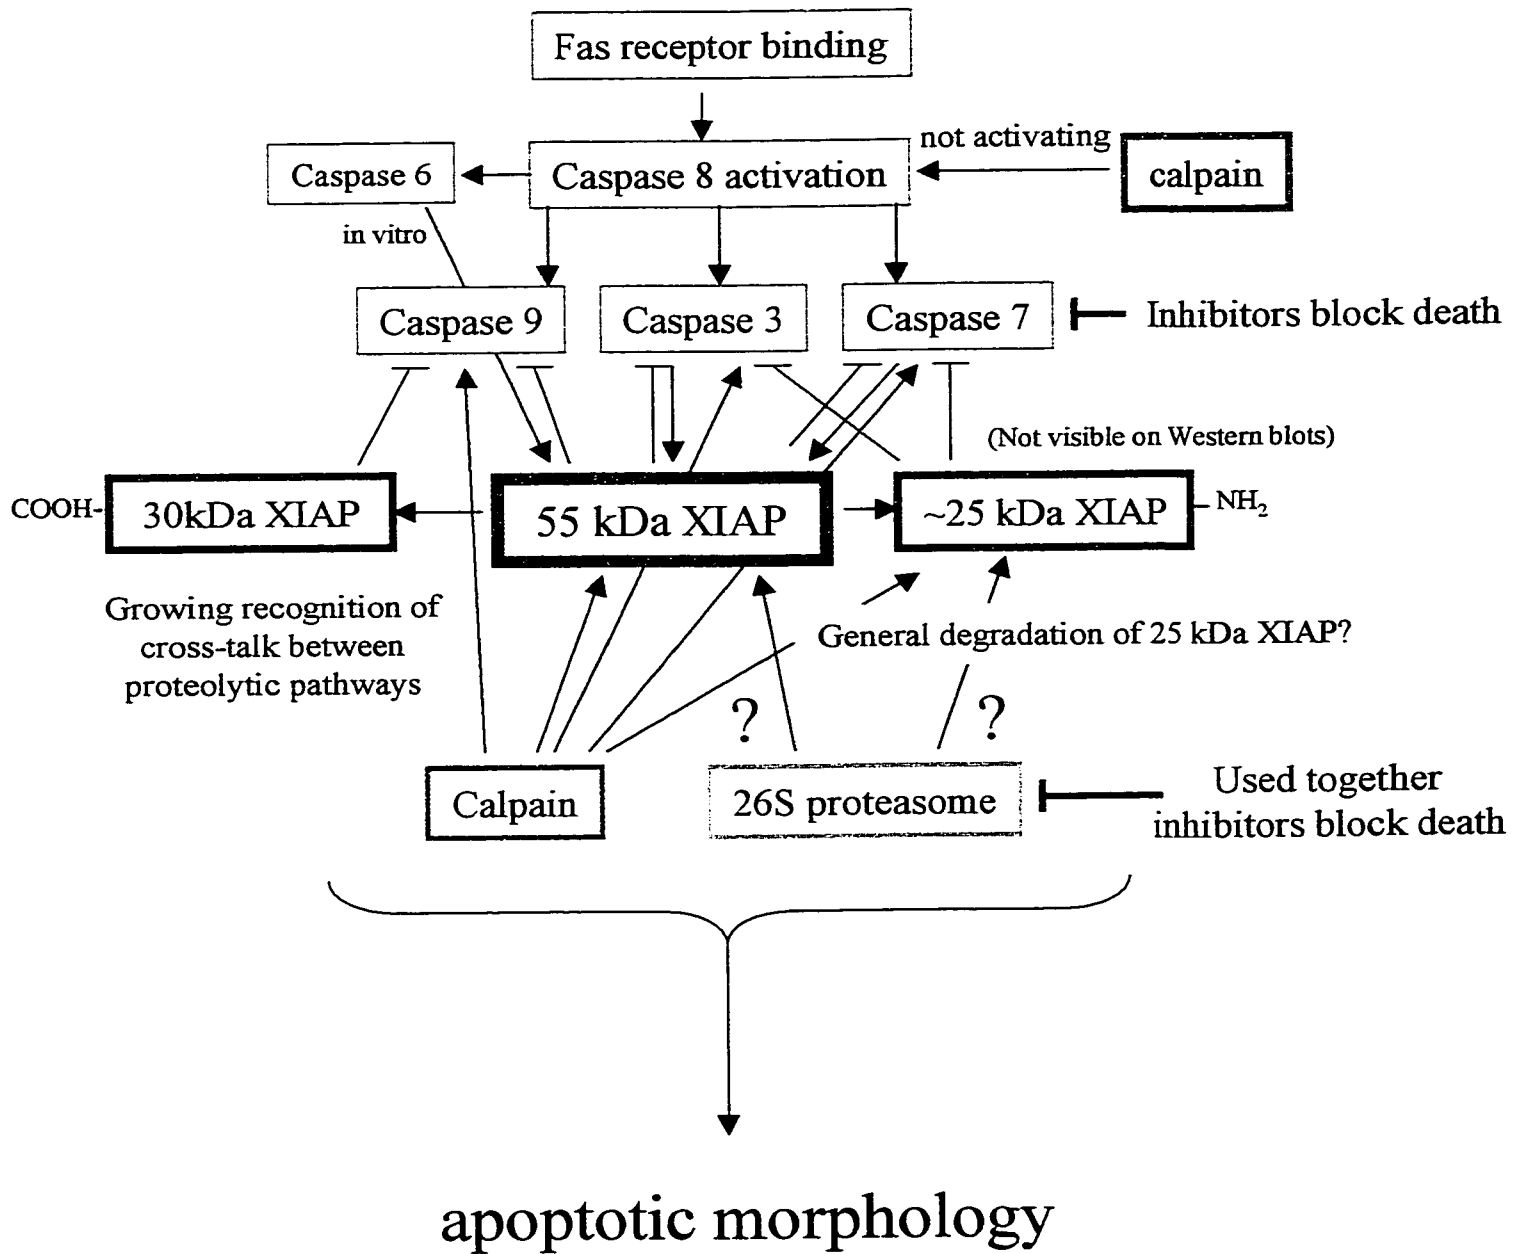 Fas receptor binding
not activating
Caspase 6
Caspase 8 activation
calpain
in vitro
Caspase 9
Caspase 3
Caspase 7
Inhibitors block death
(Not visible on Western blots)
COOH-
30kDa XIAP
55 kDa XIAP
~25 kDa XIAP
NH2
Growing recognition of
cross-talk between
proteolytic pathways
General degradation of 25 kDa XIAP?
?
?
Calpain
26S proteasome
Used together
inhibitors block death
apoptotic morphology